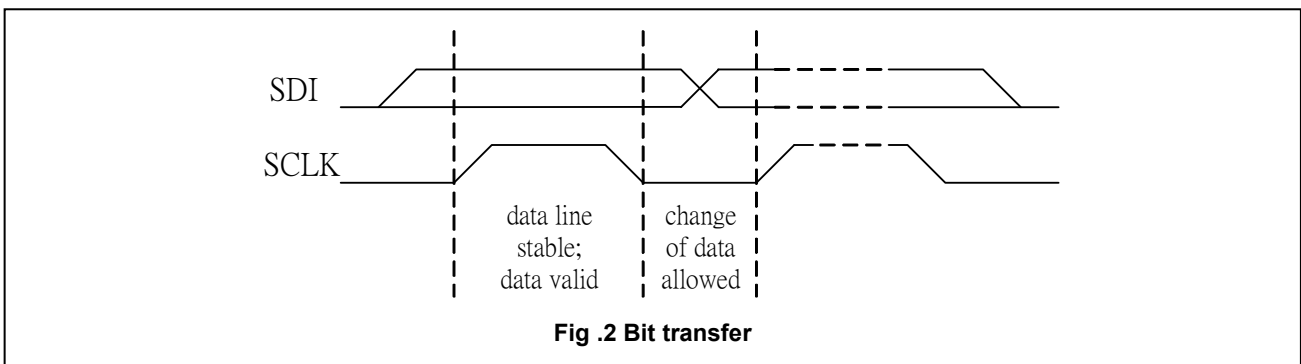 SDI
SCLK
data line
stable;
data valid
change
of data
allowed
Fig .2 Bit transfer